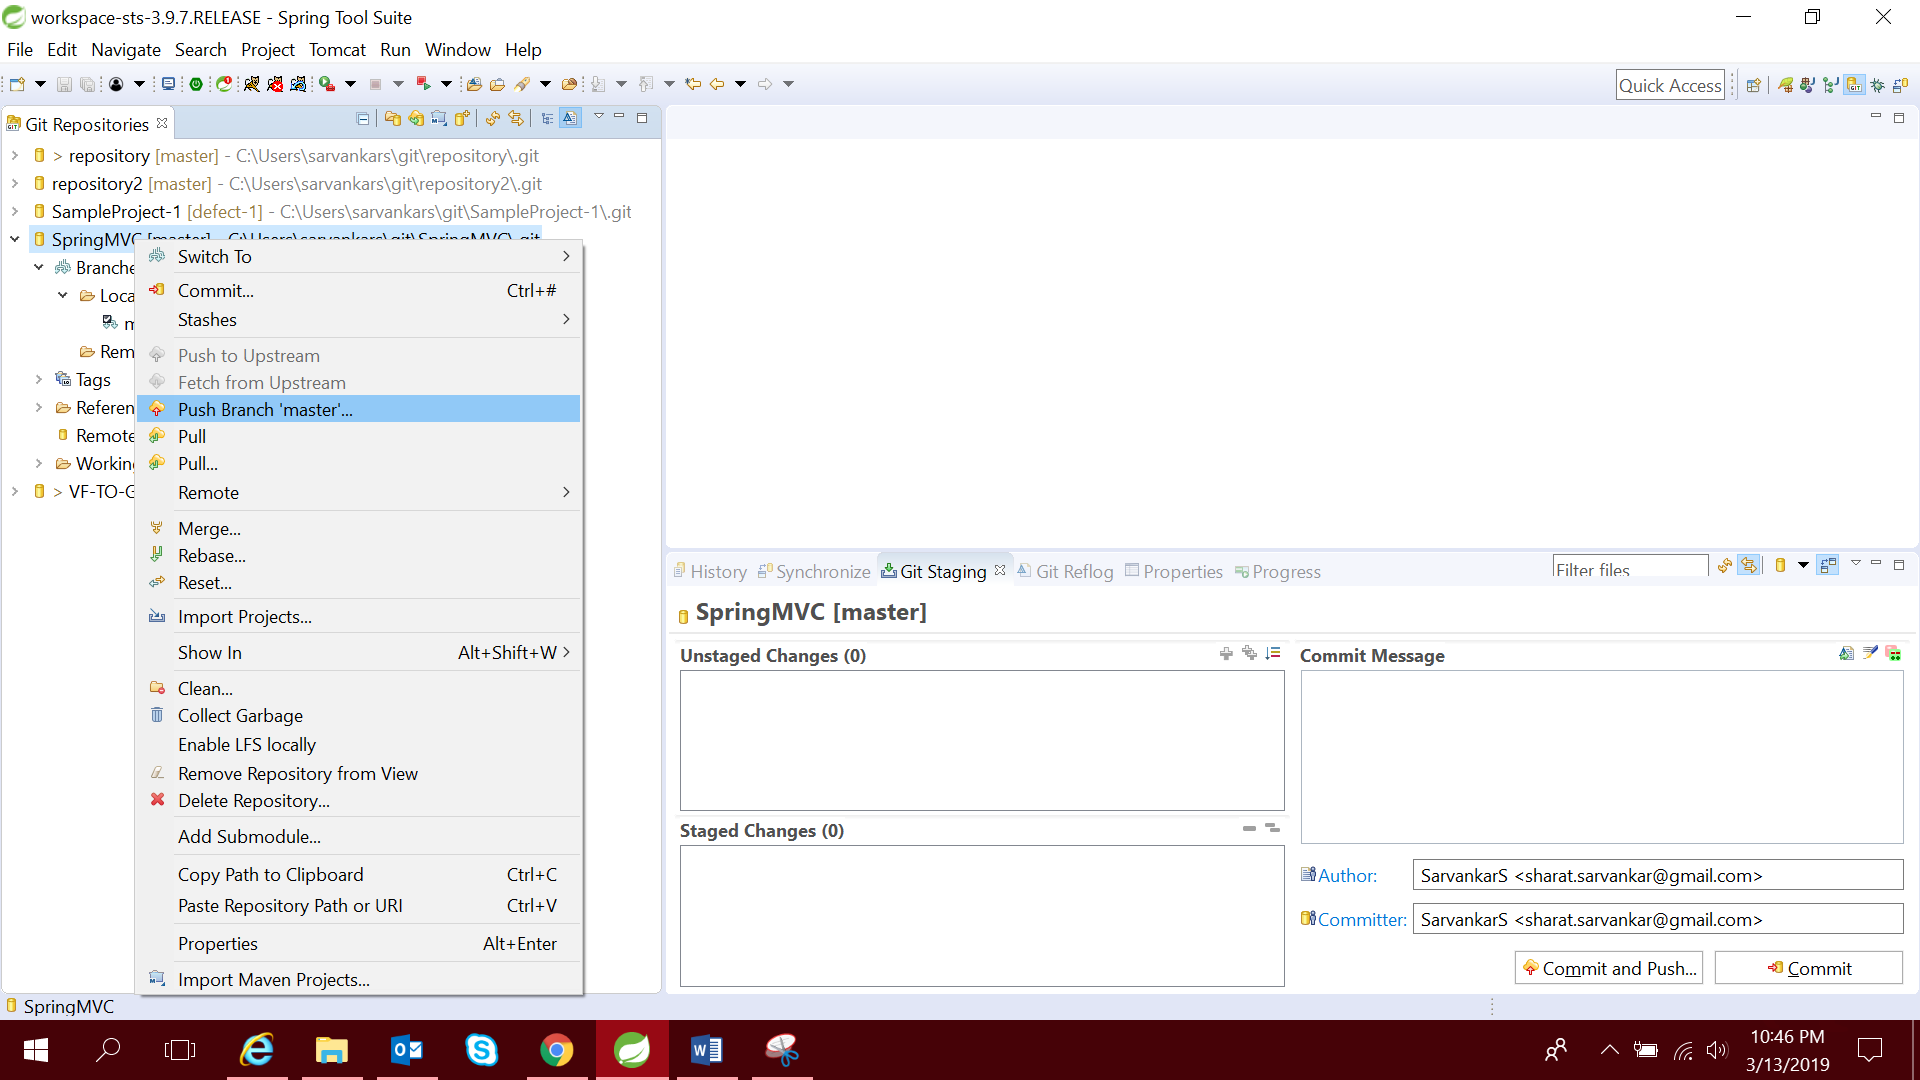 workspace-sts-3.9.7.RELEASE - Spring Tool Suite
File Edit Navigate Search Project Tomcat Run Window Help
Quick Access
Git Repositories
> repository [master] - C:\Users\sarvankars\git\repository\.git
repository2 [master] - C:\Users\sarvankars\git\repository2\.git
SampleProject-1 [defect-1] - C:\Users\sarvankars\git\SampleProject-1\.git
SpringMVC [master] - C:\Users\sarvankars\git\SpringMVC\.git
Branche
Loca
m
Rem
Tags
Referen
Remote
Working
> VF-TO-G
Switch To
Commit... Ctrl+#
Stashes
Push to Upstream
Fetch from Upstream
Push Branch 'master'...
Pull
Pull...
Remote
Merge...
Rebase...
Reset...
Import Projects...
Show In Alt+Shift+W
Clean...
Collect Garbage
Enable LFS locally
Remove Repository from View
Delete Repository...
Add Submodule...
Copy Path to Clipboard Ctrl+C
Paste Repository Path or URI Ctrl+V
Properties Alt+Enter
Import Maven Projects...
History Synchronize Git Staging Git Reflog Properties Progress
Filter files
SpringMVC [master]
Unstaged Changes (0)
Staged Changes (0)
Commit Message
Author: SarvankarS <sharat.sarvankar@gmail.com>
Committer: SarvankarS <sharat.sarvankar@gmail.com>
Commit and Push... Commit
SpringMVC
10:46 PM
3/13/2019